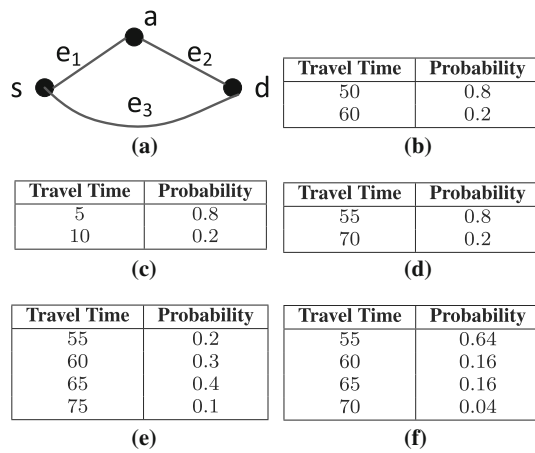 a
e1 e2
s d
e3
(a)
Travel Time Probability
50 0.8
60 0.2
(b)
Travel Time Probability
5 0.8
10 0.2
(c)
Travel Time Probability
55 0.8
70 0.2
(d)
Travel Time Probability
55 0.2
60 0.3
65 0.4
75 0.1
(e)
Travel Time Probability
55 0.64
60 0.16
65 0.16
70 0.04
(f)